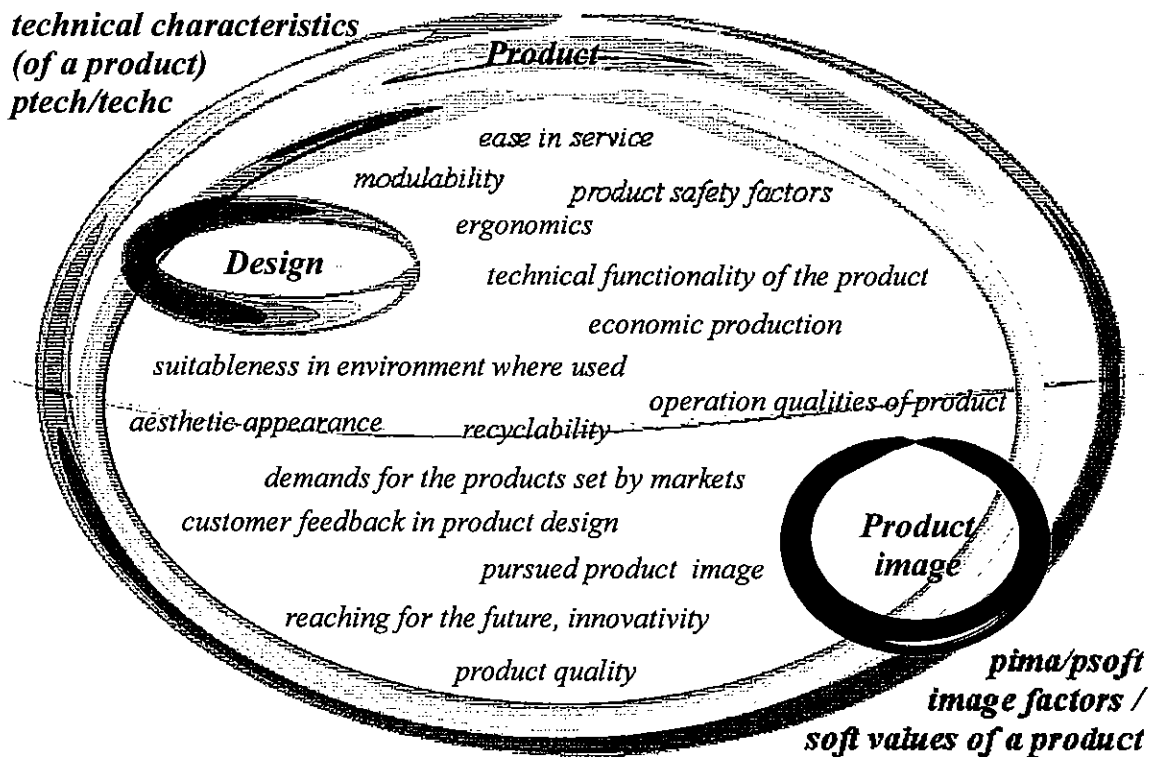 technical characteristics
(of a product)
ptech/techc
Product
ease in service
modulability
product safety factors
ergonomics
Design
technical functionality of the product
economic production
suitableness in environment where used
operation qualities of product
aesthetic appearance
recyclability
demands for the products set by markets
customer feedback in product design
Product
image
pursued product image
reaching for the future, innovativity
product quality
pima/psoft
image factors /
soft values of a product